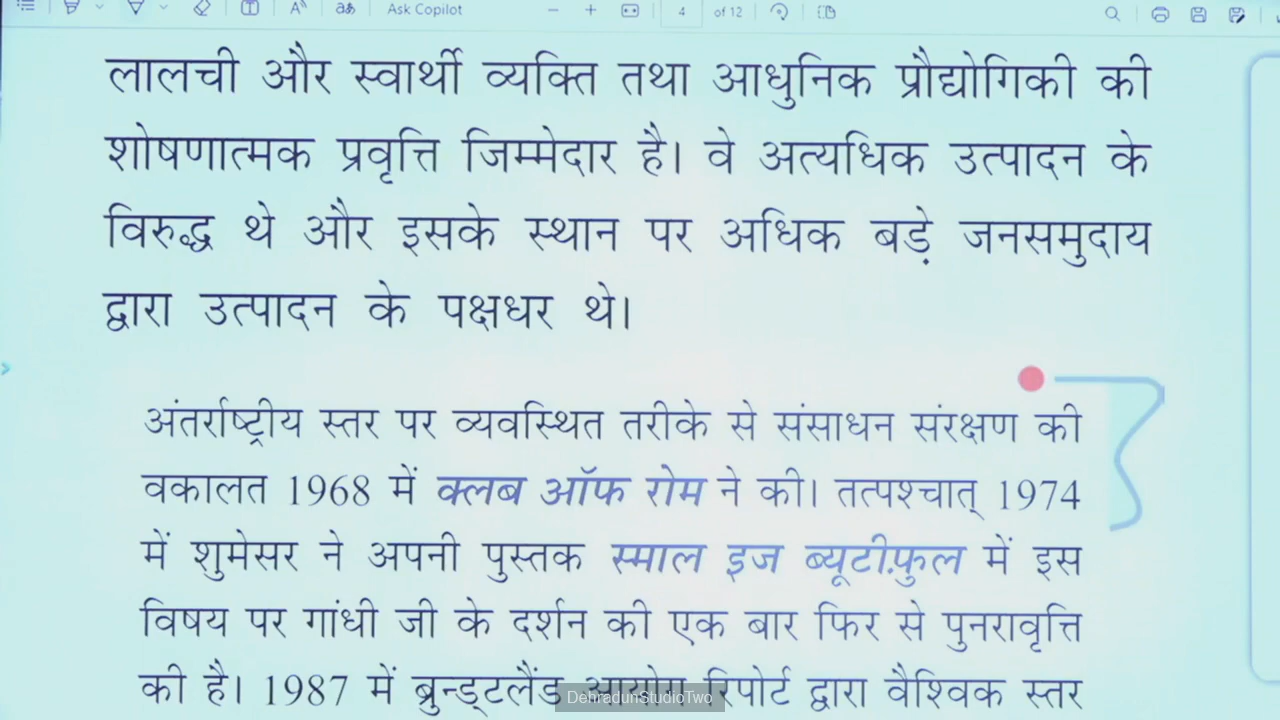 Ask Copilot
4 of 12
लालची और स्वार्थी व्यक्ति तथा आधुनिक प्रौद्योगिकी की
शोषणात्मक प्रवृत्ति जिम्मेदार है। वे अत्यधिक उत्पादन के
विरुद्ध थे और इसके स्थान पर अधिक बड़े जनसमुदाय
द्वारा उत्पादन के पक्षधर थे।
अंतर्राष्ट्रीय स्तर पर व्यवस्थित तरीके से संसाधन संरक्षण की
वकालत 1968 में क्लब ऑफ रोम ने की। तत्पश्चात् 1974
में शुमेसर ने अपनी पुस्तक स्माल इज ब्यूटीफुल में इस
विषय पर गांधी जी के दर्शन की एक बार फिर से पुनरावृत्ति
की है। 1987 में ब्रुन्ड्टलैंड आयोग रिपोर्ट द्वारा वैश्विक स्तर
DehradunStudioTwo